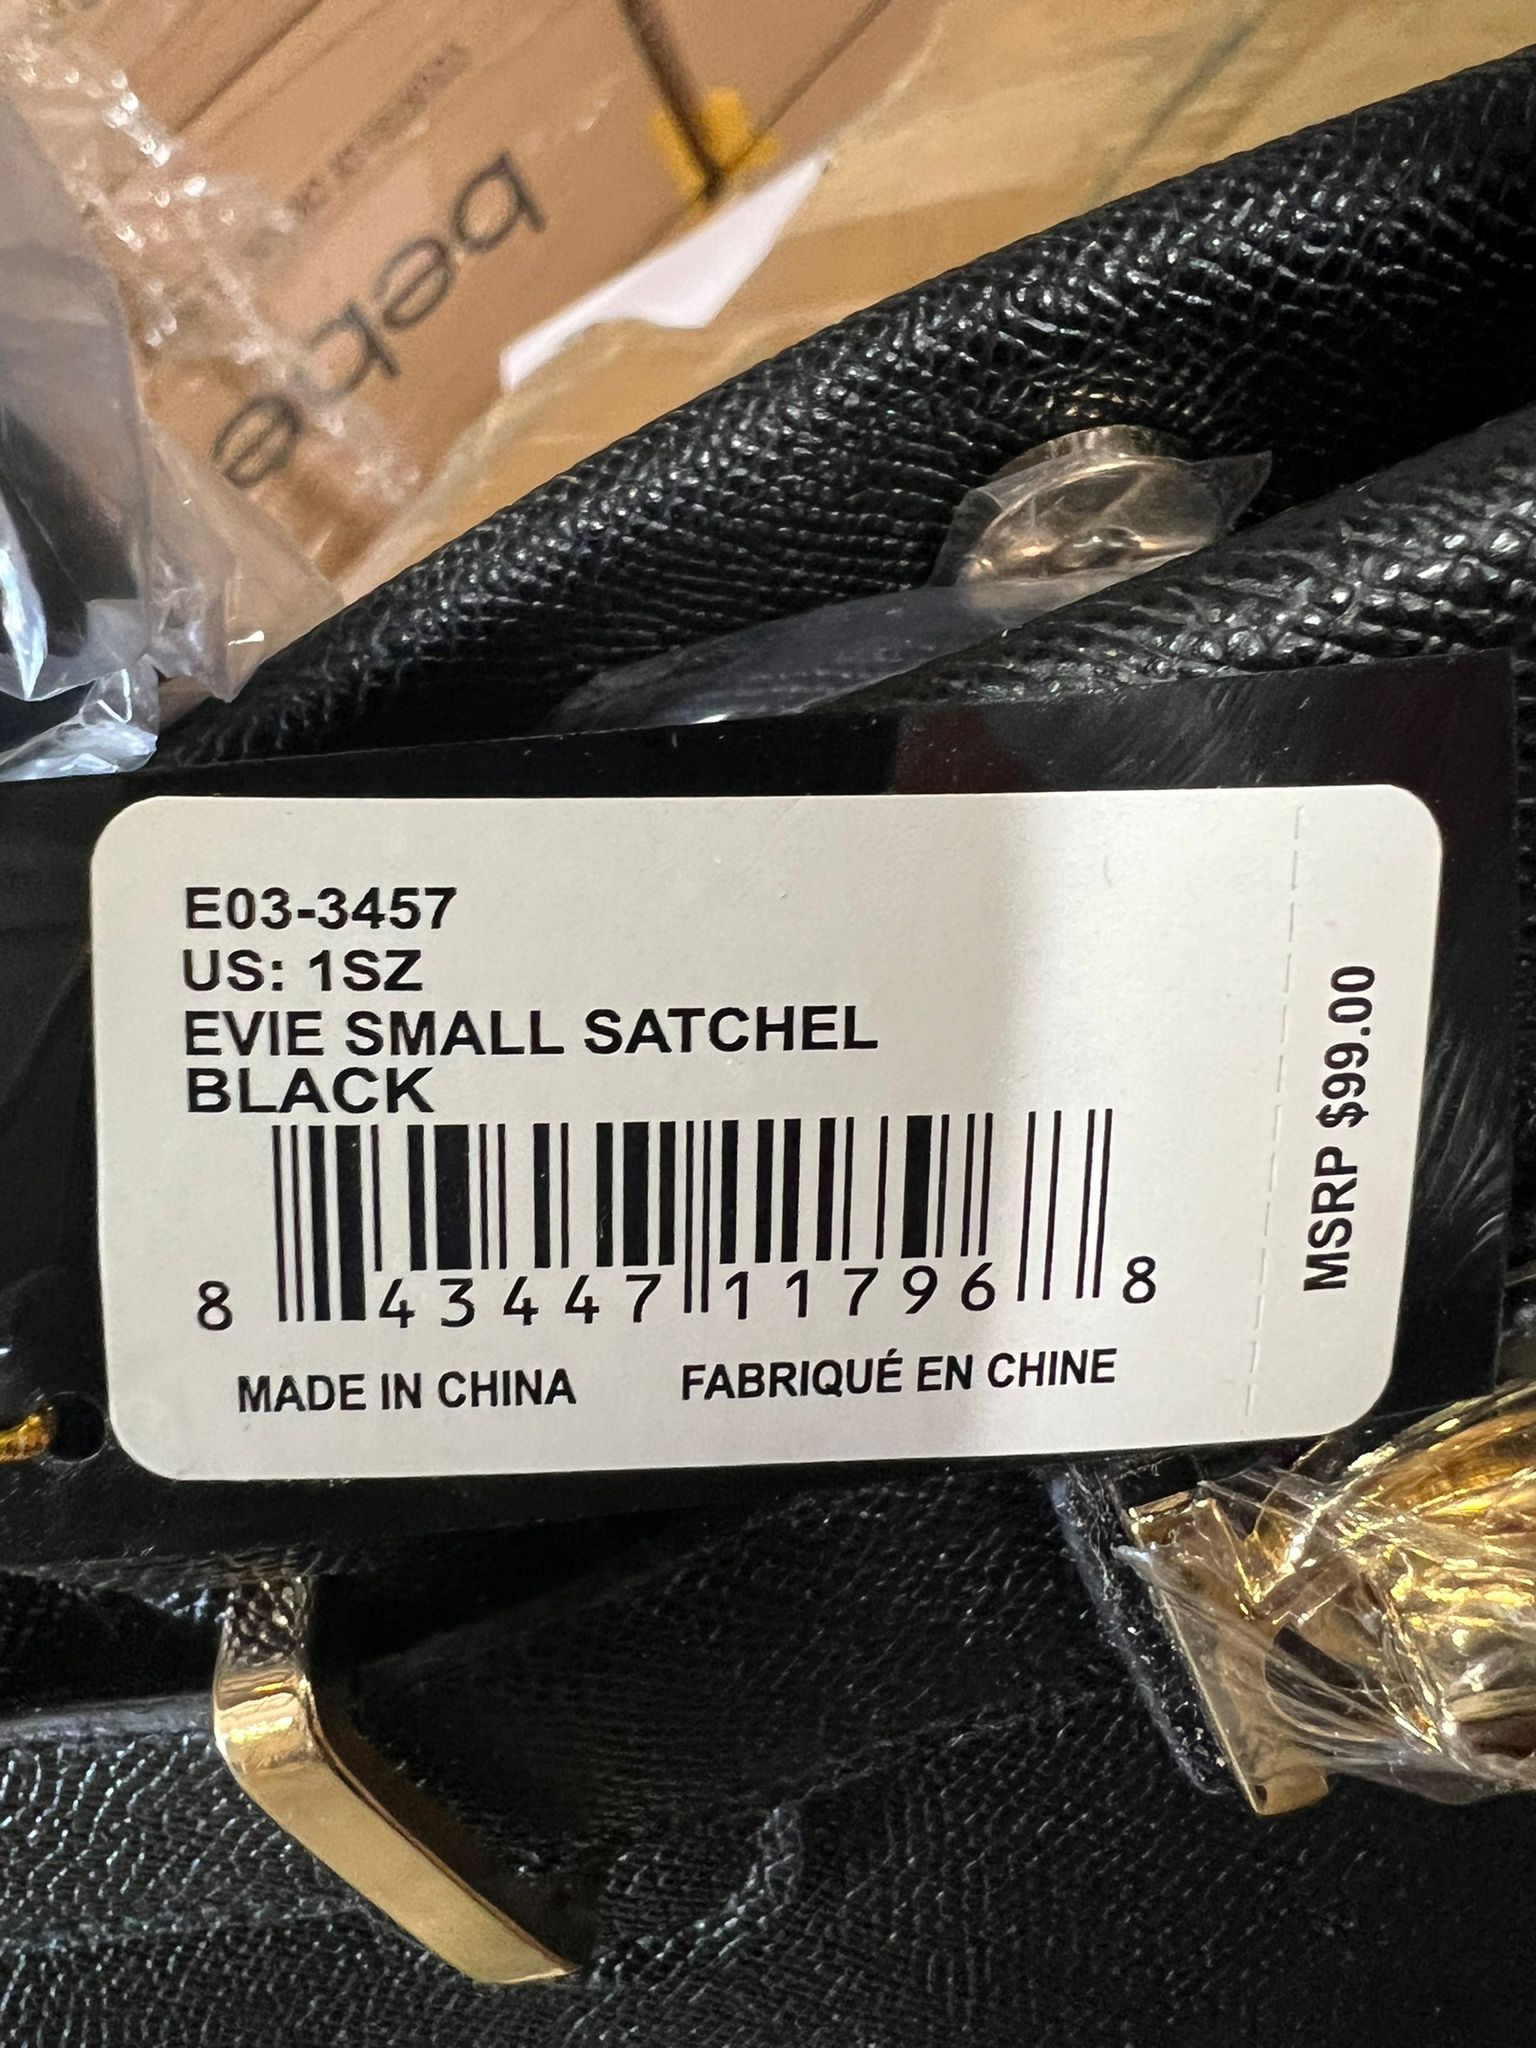 bebe
E03-3457
US: 1SZ
EVIE SMALL SATCHEL
BLACK
8 43447 11796 8
MADE IN CHINA FABRIQUÉ EN CHINE
MSRP $99.00